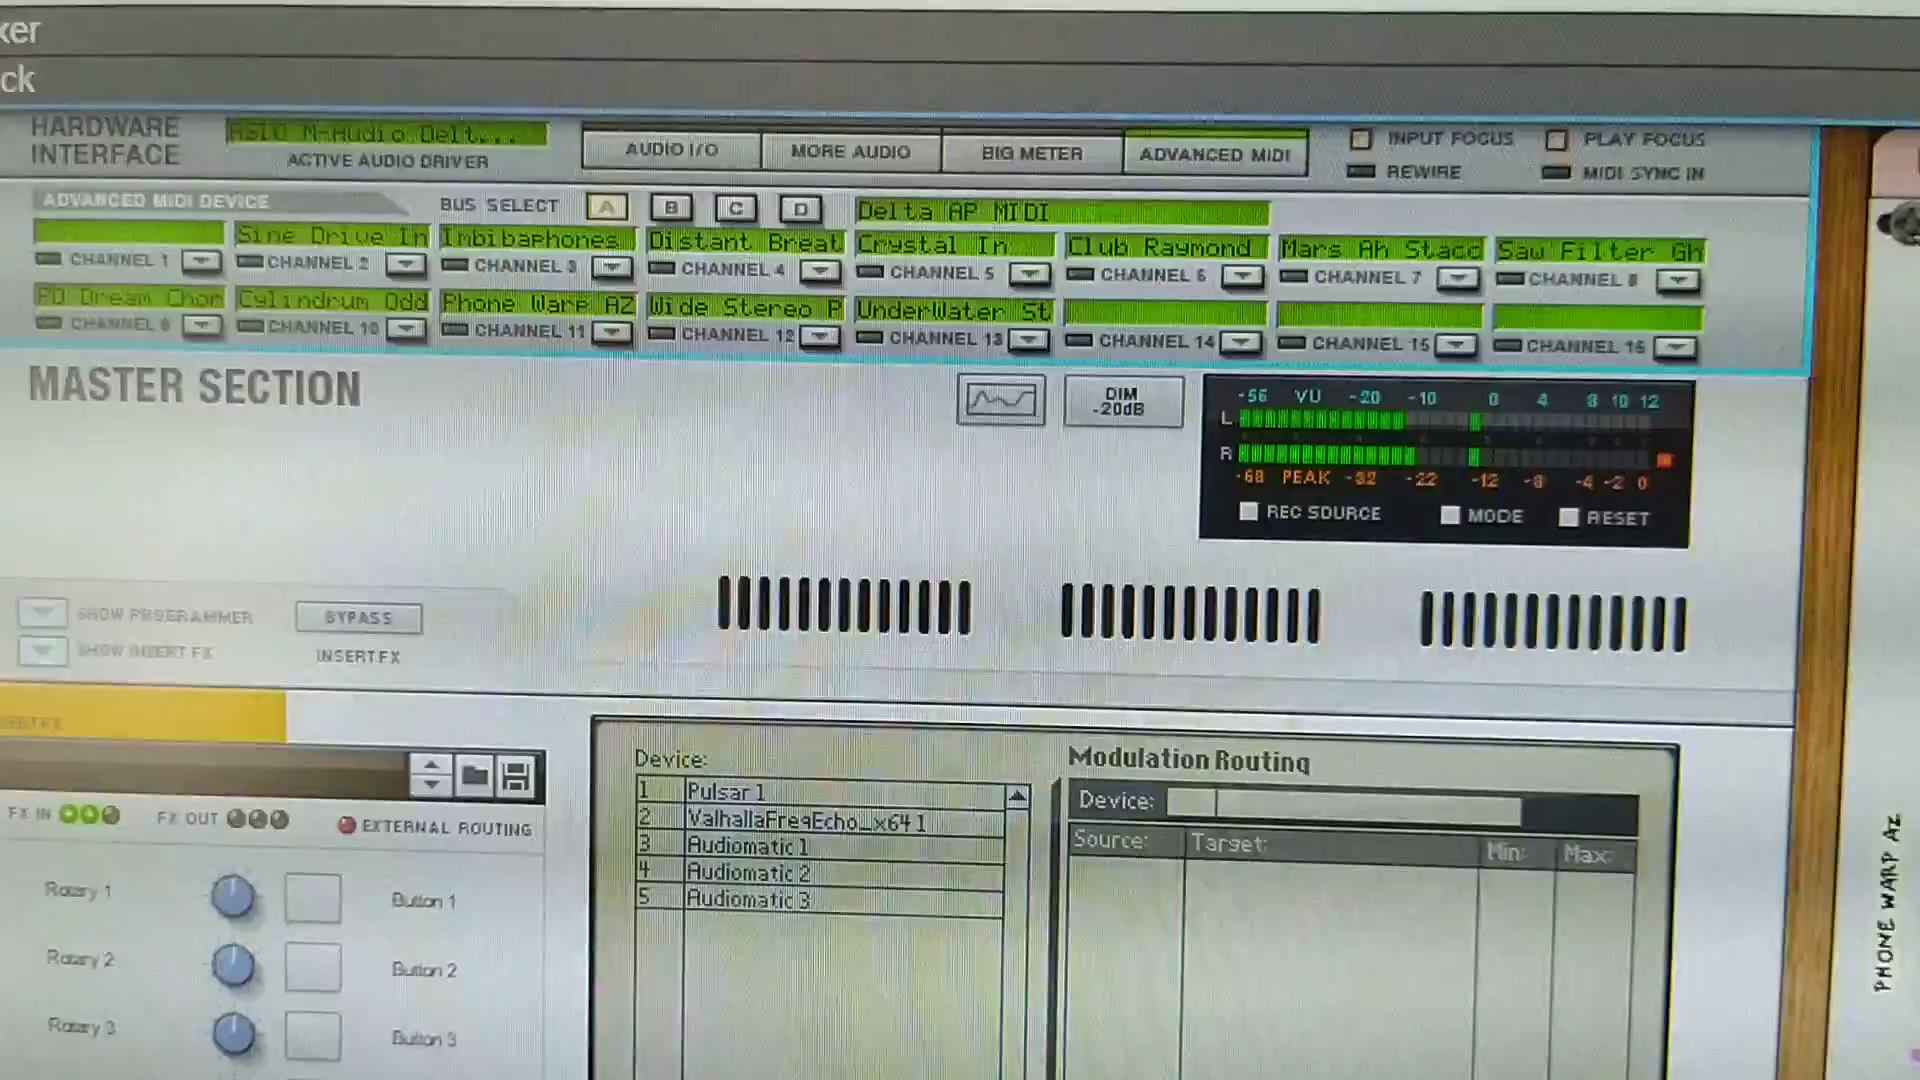 xer
ck
HARDWARE INTERFACE
ASIO M-Audio Delt...
ACTIVE AUDIO DRIVER
AUDIO I/O
MORE AUDIO
BIG METER
ADVANCED MIDI
INPUT FOCUS
PLAY FOCUS
REWIRE
MIDI SYNC IN
ADVANCED MIDI DEVICE
BUS SELECT
A
B
C
D
Delta AP MIDI
Sine Drive In
Imbibaphones
Distant Breat
Crystal In
Club Raymond
Mars Ah Stacc
Saw Filter Gh
CHANNEL 1
CHANNEL 2
CHANNEL 3
CHANNEL 4
CHANNEL 5
CHANNEL 6
CHANNEL 7
CHANNEL 8
PD Dream Chor
Cylindrum Odd
Phone Warp AZ
Wide Stereo P
UnderWater St
CHANNEL 9
CHANNEL 10
CHANNEL 11
CHANNEL 12
CHANNEL 13
CHANNEL 14
CHANNEL 15
CHANNEL 16
MASTER SECTION
DIM
-20dB
-56 VU -20 -10 0 4 8 10 12
L
R
-68 PEAK -32 -22 -12 -8 -4 -2 0
REC SOURCE
MODE
RESET
SHOW PROGRAMMER
BYPASS
SHOW INSERT FX
INSERT FX
Device:
1 Pulsar 1
2 ValhallaFreqEcho_x64 1
3 Audiomatic 1
4 Audiomatic 2
5 Audiomatic 3
Modulation Routing
Device:
Source:
Target:
Min:
Max:
FX IN
FX OUT
EXTERNAL ROUTING
Rotary 1
Button 1
Rotary 2
Button 2
Rotary 3
Button 3
PHONE WARP AZ